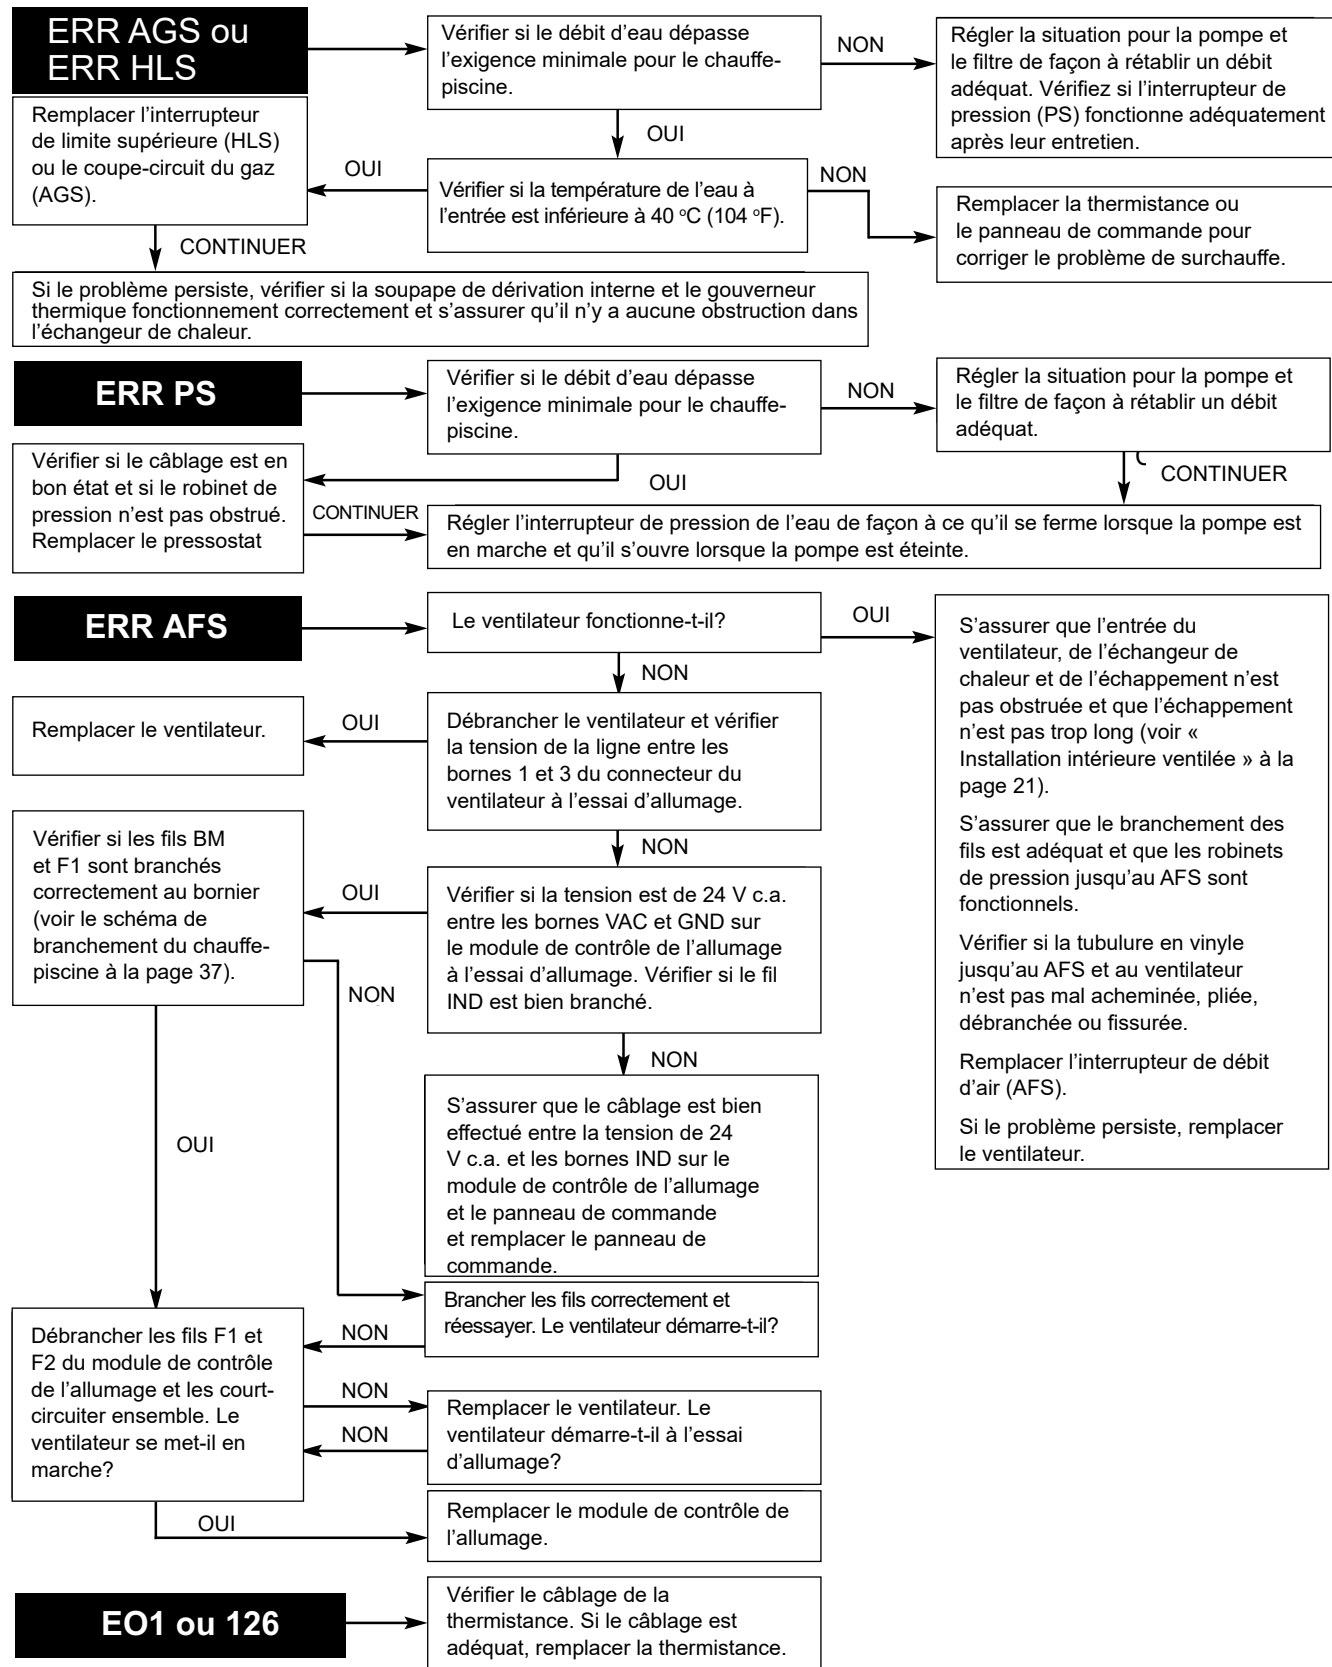 ERR AGS ou
ERR HLS
Vérifier si le débit d’eau dépasse
l’exigence minimale pour le chauffe-
piscine.
NON
Régler la situation pour la pompe et
le filtre de façon à rétablir un débit
adéquat. Vérifiez si l’interrupteur de
pression (PS) fonctionne adéquatement
après leur entretien.
OUI
Remplacer l’interrupteur
de limite supérieure (HLS)
ou le coupe-circuit du gaz
(AGS).
OUI
Vérifier si la température de l’eau à
l’entrée est inférieure à 40 °C (104 °F).
NON
Remplacer la thermistance ou
le panneau de commande pour
corriger le problème de surchauffe.
CONTINUER
Si le problème persiste, vérifier si la soupape de dérivation interne et le gouverneur
thermique fonctionnement correctement et s’assurer qu’il n’y a aucune obstruction dans
l’échangeur de chaleur.
ERR PS
Vérifier si le débit d’eau dépasse
l’exigence minimale pour le chauffe-
piscine.
NON
Régler la situation pour la pompe et
le filtre de façon à rétablir un débit
adéquat.
OUI
CONTINUER
Vérifier si le câblage est en
bon état et si le robinet de
pression n’est pas obstrué.
Remplacer le pressostat
CONTINUER
Régler l’interrupteur de pression de l’eau de façon à ce qu’il se ferme lorsque la pompe est
en marche et qu’il s’ouvre lorsque la pompe est éteinte.
ERR AFS
Le ventilateur fonctionne-t-il?
OUI
S’assurer que l’entrée du
ventilateur, de l’échangeur de
chaleur et de l’échappement n’est
pas obstruée et que l’échappement
n’est pas trop long (voir «
Installation intérieure ventilée » à la
page 21).
S’assurer que le branchement des
fils est adéquat et que les robinets
de pression jusqu’au AFS sont
fonctionnels.
Vérifier si la tubulure en vinyle
jusqu’au AFS et au ventilateur
n’est pas mal acheminée, pliée,
débranchée ou fissurée.
Remplacer l’interrupteur de débit
d’air (AFS).
Si le problème persiste, remplacer
le ventilateur.
NON
Remplacer le ventilateur.
OUI
Débrancher le ventilateur et vérifier
la tension de la ligne entre les
bornes 1 et 3 du connecteur du
ventilateur à l’essai d’allumage.
NON
Vérifier si les fils BM
et F1 sont branchés
correctement au bornier
(voir le schéma de
branchement du chauffe-
piscine à la page 37).
OUI
Vérifier si la tension est de 24 V c.a.
entre les bornes VAC et GND sur
le module de contrôle de l’allumage
à l’essai d’allumage. Vérifier si le fil
IND est bien branché.
NON
NON
S’assurer que le câblage est bien
effectué entre la tension de 24
V c.a. et les bornes IND sur le
module de contrôle de l’allumage
et le panneau de commande
et remplacer le panneau de
commande.
OUI
Brancher les fils correctement et
réessayer. Le ventilateur démarre-t-il?
NON
Débrancher les fils F1 et
F2 du module de contrôle
de l’allumage et les court-
circuiter ensemble. Le
ventilateur se met-il en
marche?
NON
NON
Remplacer le ventilateur. Le
ventilateur démarre-t-il à l’essai
d’allumage?
OUI
Remplacer le module de contrôle de
l’allumage.
EO1 ou 126
Vérifier le câblage de la
thermistance. Si le câblage est
adéquat, remplacer la thermistance.